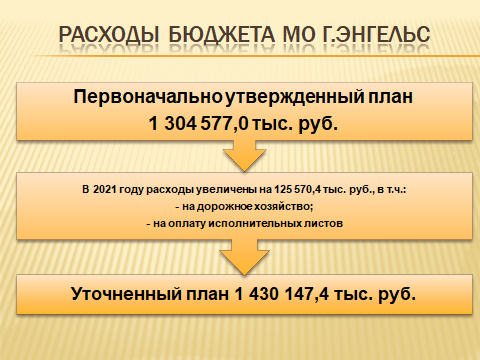 РАСХОДЫ БЮДЖЕТА МО Г.ЭНГЕЛЬС
Первоначально утвержденный план
1 304 577,0 тыс. руб.
В 2021 году расходы увеличены на 125 570,4 тыс. руб., в т.ч.:
- на дорожное хозяйство;
- на оплату исполнительных листов
Уточненный план 1 430 147,4 тыс. руб.